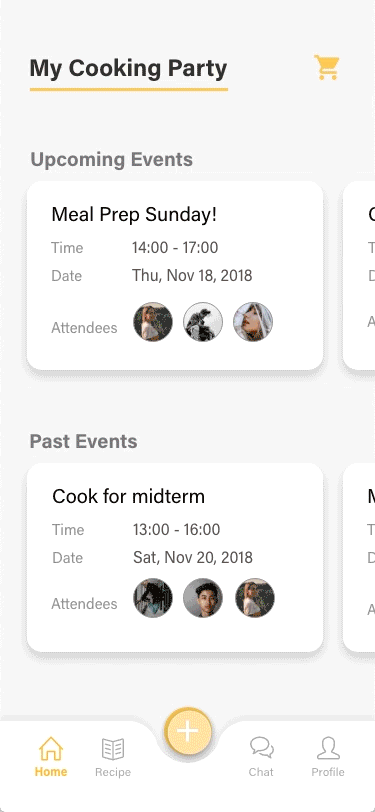 My Cooking Party
Upcoming Events
Meal Prep Sunday!
Time 14:00 - 17:00
Date Thu, Nov 18, 2018
Attendees
Past Events
Cook for midterm
Time 13:00 - 16:00
Date Sat, Nov 20, 2018
Attendees
Home Recipe Chat Profile